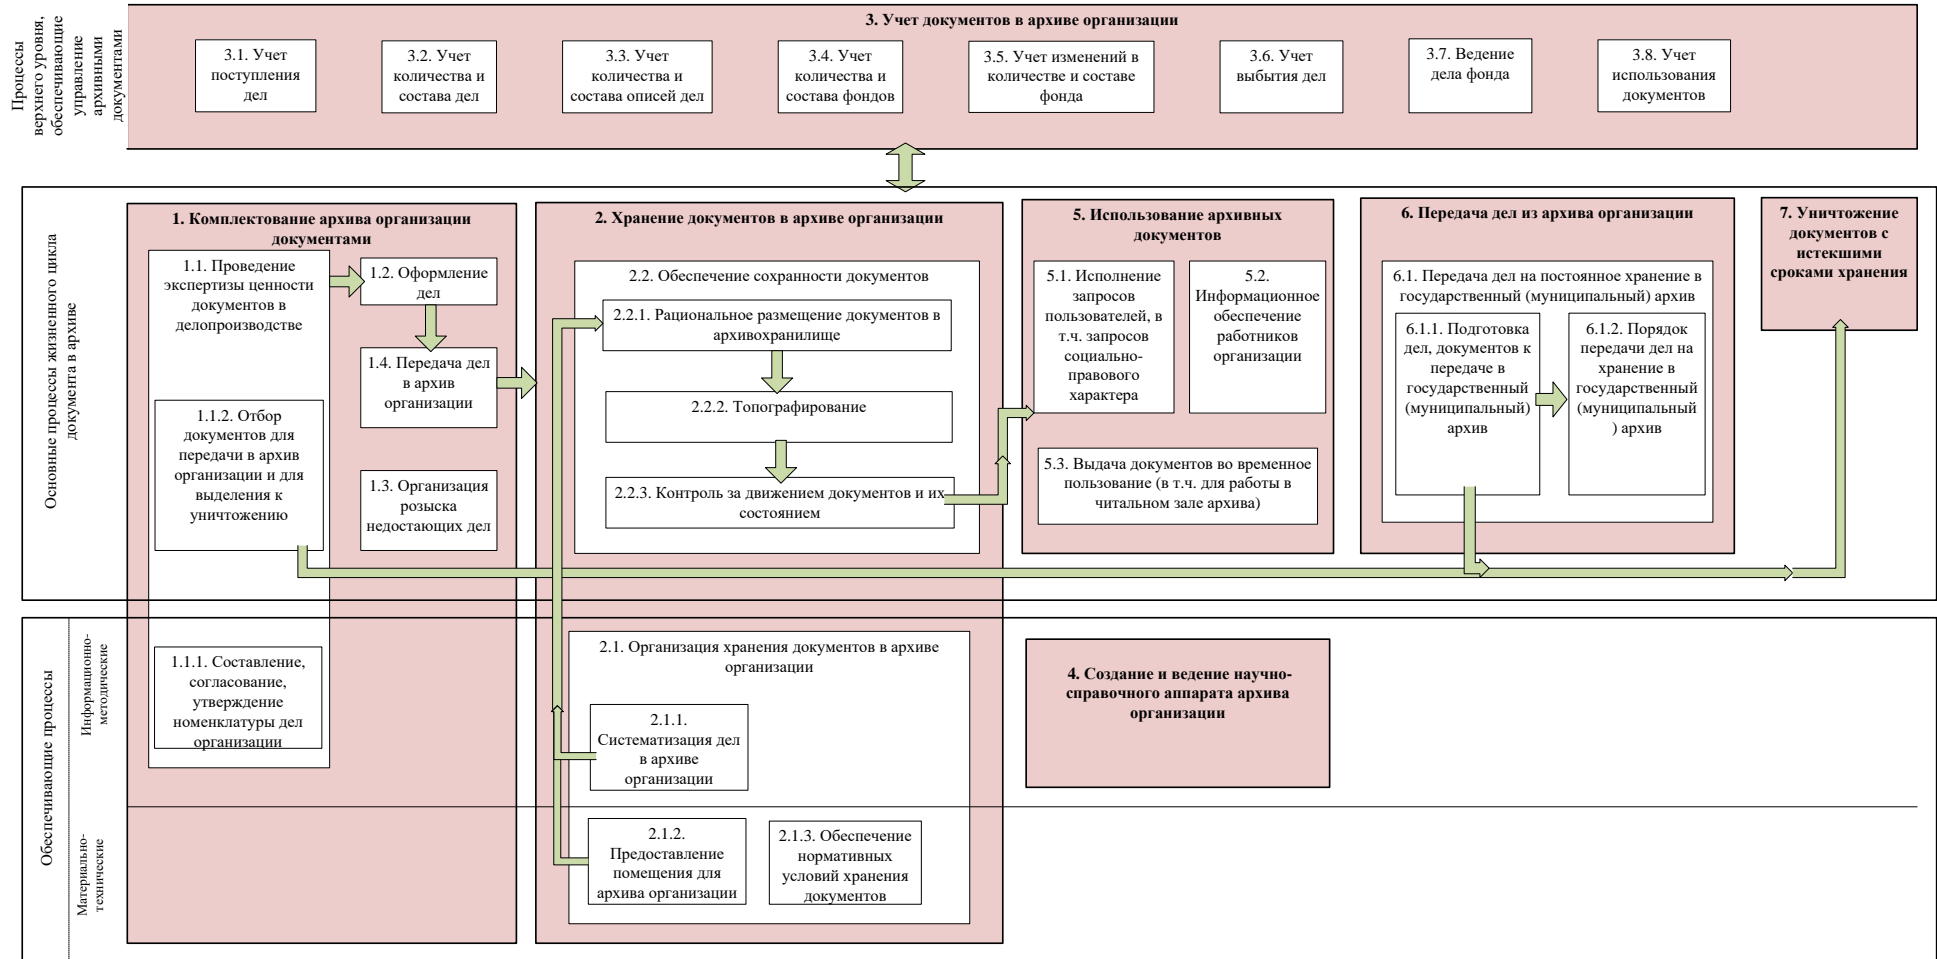 Процессы
верхнего уровня,
обеспечивающие
управление
архивными
документами
3. Учет документов в архиве организации
3.1. Учет
поступления
дел
3.2. Учет
количества и
состава дел
3.3. Учет
количества и
состава описей дел
3.4. Учет
количества и
состава фондов
3.5. Учет изменений в
количестве и составе
фонда
3.6. Учет
выбытия дел
3.7. Ведение
дела фонда
3.8. Учет
использования
документов
Основные процессы жизненного цикла
документа в архиве
1. Комплектование архива организации
документами
1.1. Проведение
экспертизы ценности
документов в
делопроизводстве
1.2. Оформление
дел
1.4. Передача дел
в архив
организации
1.1.2. Отбор
документов для
передачи в архив
организации и для
выделения к
уничтожению
1.3. Организация
розыска
недостающих дел
2. Хранение документов в архиве организации
2.2. Обеспечение сохранности документов
2.2.1. Рациональное размещение документов в
архивохранилище
2.2.2. Топографирование
2.2.3. Контроль за движением документов и их
состоянием
5. Использование архивных
документов
5.1. Исполнение
запросов
пользователей, в
т.ч. запросов
социально-
правового
характера
5.2.
Информационное
обеспечение
работников
организации
5.3. Выдача документов во временное
пользование (в т.ч. для работы в
читальном зале архива)
6. Передача дел из архива организации
6.1. Передача дел на постоянное хранение в
государственный (муниципальный) архив
6.1.1. Подготовка
дел, документов к
передаче в
государственный
(муниципальный)
архив
6.1.2. Порядок
передачи дел на
хранение в
государственный
(муниципальный
) архив
7. Уничтожение
документов с
истекшими
сроками хранения
Обеспечивающие процессы
Информационно-
методические
1.1.1. Составление,
согласование,
утверждение
номенклатуры дел
организации
2.1. Организация хранения документов в архиве
организации
2.1.1.
Систематизация дел
в архиве
организации
4. Создание и ведение научно-
справочного аппарата архива
организации
Материально-
технические
2.1.2.
Предоставление
помещения для
архива организации
2.1.3. Обеспечение
нормативных
условий хранения
документов